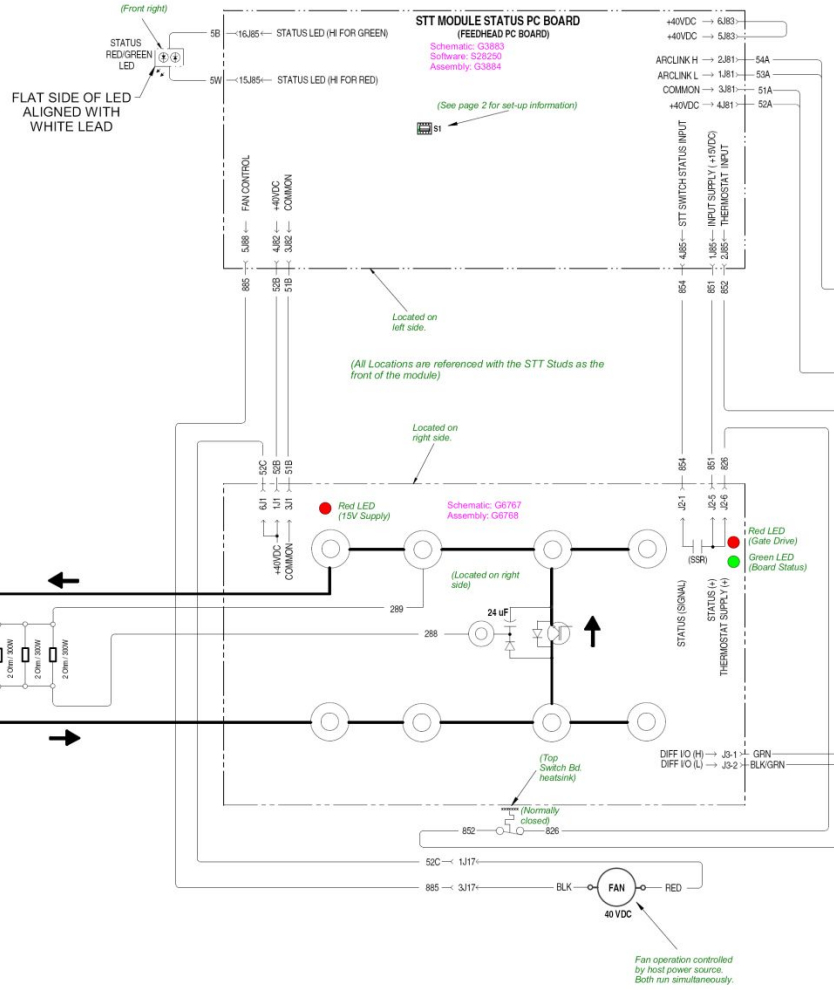 (Front right)
STATUS
RED/GREEN
LED
FLAT SIDE OF LED
ALIGNED WITH
WHITE LEAD
5B
16J85
STATUS LED (HI FOR GREEN)
5W
15J85
STATUS LED (HI FOR RED)
STT MODULE STATUS PC BOARD
(FEEDHEAD PC BOARD)
Schematic: G3883
Software: S28250
Assembly: G3884
(See page 2 for set-up information)
S1
+40VDC
6J83
+40VDC
5J83
ARCLINK H
2J81
54A
ARCLINK L
1J81
53A
COMMON
3J81
51A
+40VDC
4J81
52A
FAN CONTROL
+40VDC
COMMON
5J88
4J82
3J82
885
52B
51B
STT SWITCH STATUS INPUT
INPUT SUPPLY ( +15VDC)
THERMOSTAT INPUT
4J85
1J85
2J85
854
851
852
Located on
left side.
(All Locations are referenced with the STT Studs as the
front of the module)
Located on
right side.
52C
52B
51B
6J1
1J1
3J1
+40VDC
COMMON
Red LED
(15V Supply)
Schematic: G6767
Assembly: G6768
854
851
826
J2-1
J2-5
J2-6
(SSR)
STATUS (SIGNAL)
STATUS (+)
THERMOSTAT SUPPLY (+)
Red LED
(Gate Drive)
Green LED
(Board Status)
(Located on right
side)
289
288
24 uF
2 Ohm / 300W
2 Ohm / 300W
2 Ohm / 300W
DIFF I/O (H)
J3-1
GRN
DIFF I/O (L)
J3-2
BLK/GRN
(Top
Switch Bd.
heatsink)
(Normally
closed)
852
826
52C
1J17
885
3J17
BLK
FAN
RED
40 VDC
Fan operation controlled
by host power source.
Both run simultaneously.